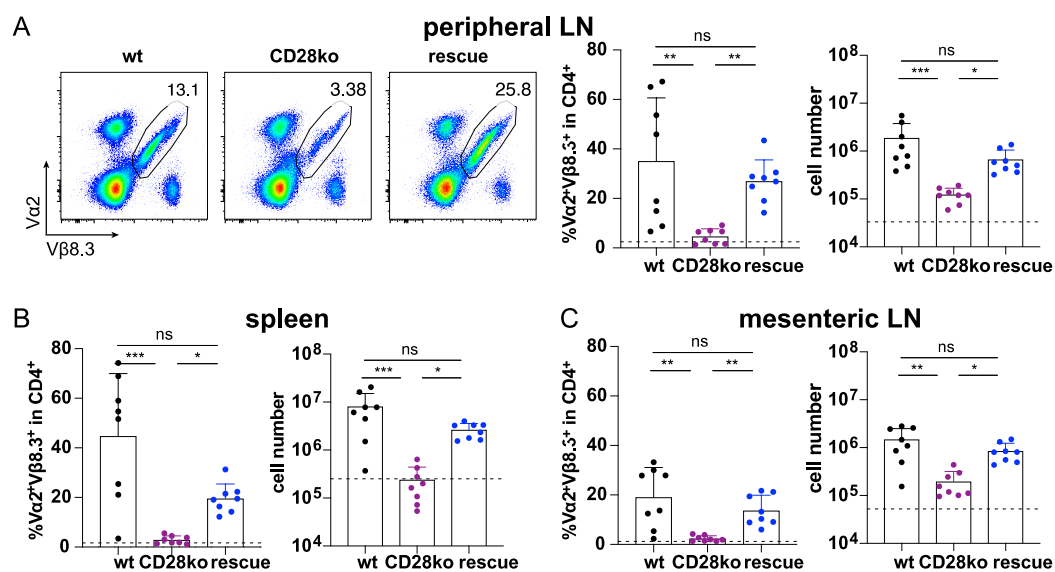 A
peripheral LN
wt
CD28ko
rescue
13.1
3.38
25.8
Vα2
Vβ8.3
%Vα2⁺Vβ8.3⁺ in CD4⁺
80
60
40
20
0
ns
**
**
wt CD28ko rescue
cell number
10⁸
10⁷
10⁶
10⁵
10⁴
ns
***
*
wt CD28ko rescue
B
spleen
%Vα2⁺Vβ8.3⁺ in CD4⁺
80
60
40
20
0
ns
***
*
wt CD28ko rescue
cell number
10⁸
10⁷
10⁶
10⁵
10⁴
ns
***
*
wt CD28ko rescue
C
mesenteric LN
%Vα2⁺Vβ8.3⁺ in CD4⁺
80
60
40
20
0
ns
**
**
wt CD28ko rescue
cell number
10⁸
10⁷
10⁶
10⁵
10⁴
ns
**
*
wt CD28ko rescue